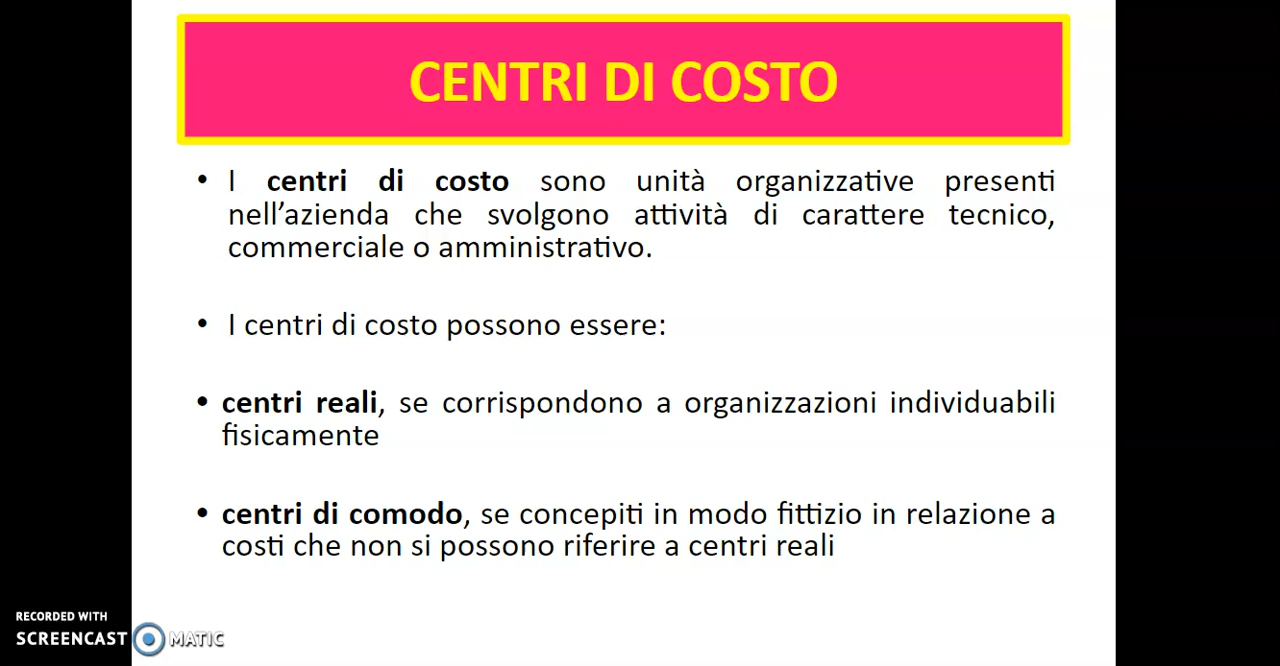 CENTRI DI COSTO
• I centri di costo sono unità organizzative presenti
nell’azienda che svolgono attività di carattere tecnico,
commerciale o amministrativo.
• I centri di costo possono essere:
• centri reali, se corrispondono a organizzazioni individuabili
fisicamente
• centri di comodo, se concepiti in modo fittizio in relazione a
costi che non si possono riferire a centri reali
RECORDED WITH
SCREENCAST MATIC